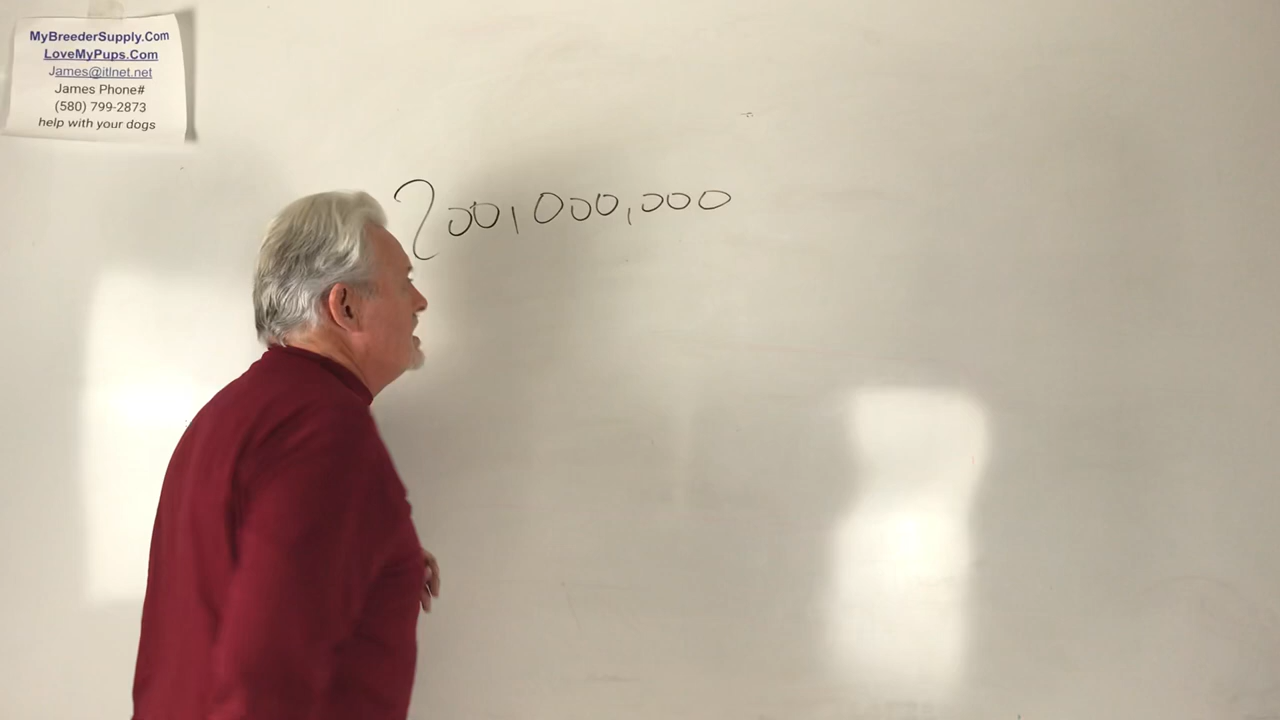 MyBreederSupply.Com
LoveMyPups.Com
James@itlnet.net
James Phone#
(580) 799-2873
help with your dogs
200,000,000